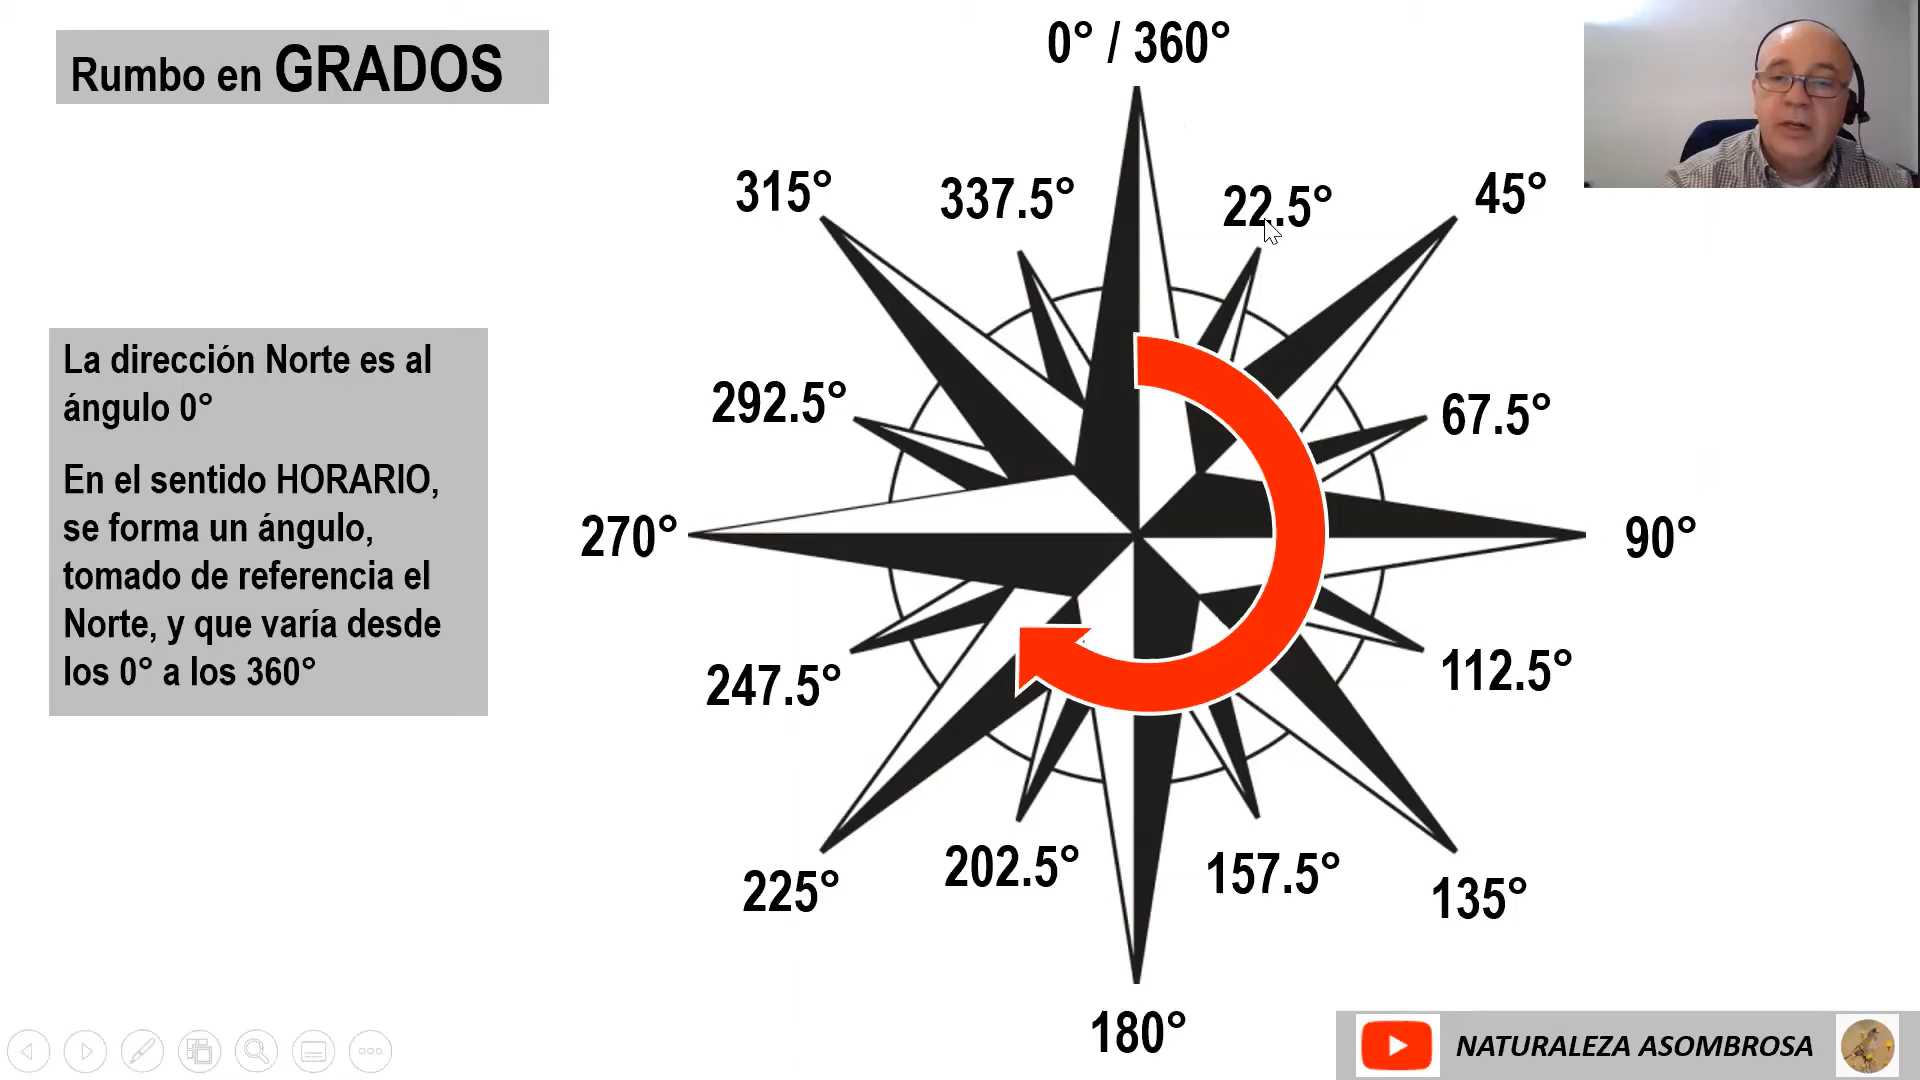 Rumbo en GRADOS
0° / 360°
315°
337.5°
22.5°
45°
La dirección Norte es al
ángulo 0°
En el sentido HORARIO,
se forma un ángulo,
tomado de referencia el
Norte, y que varía desde
los 0° a los 360°
292.5°
67.5°
270°
90°
247.5°
112.5°
225°
202.5°
157.5°
135°
180°
NATURALEZA ASOMBROSA